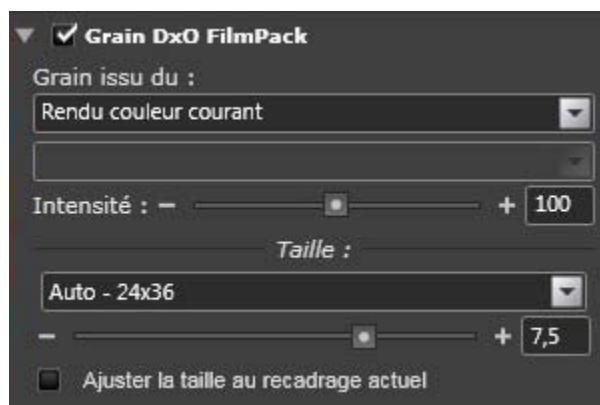 Grain DxO FilmPack
Grain issu du :
Rendu couleur courant
Intensité : − + 100
Taille :
Auto - 24x36
− + 7,5
Ajuster la taille au recadrage actuel